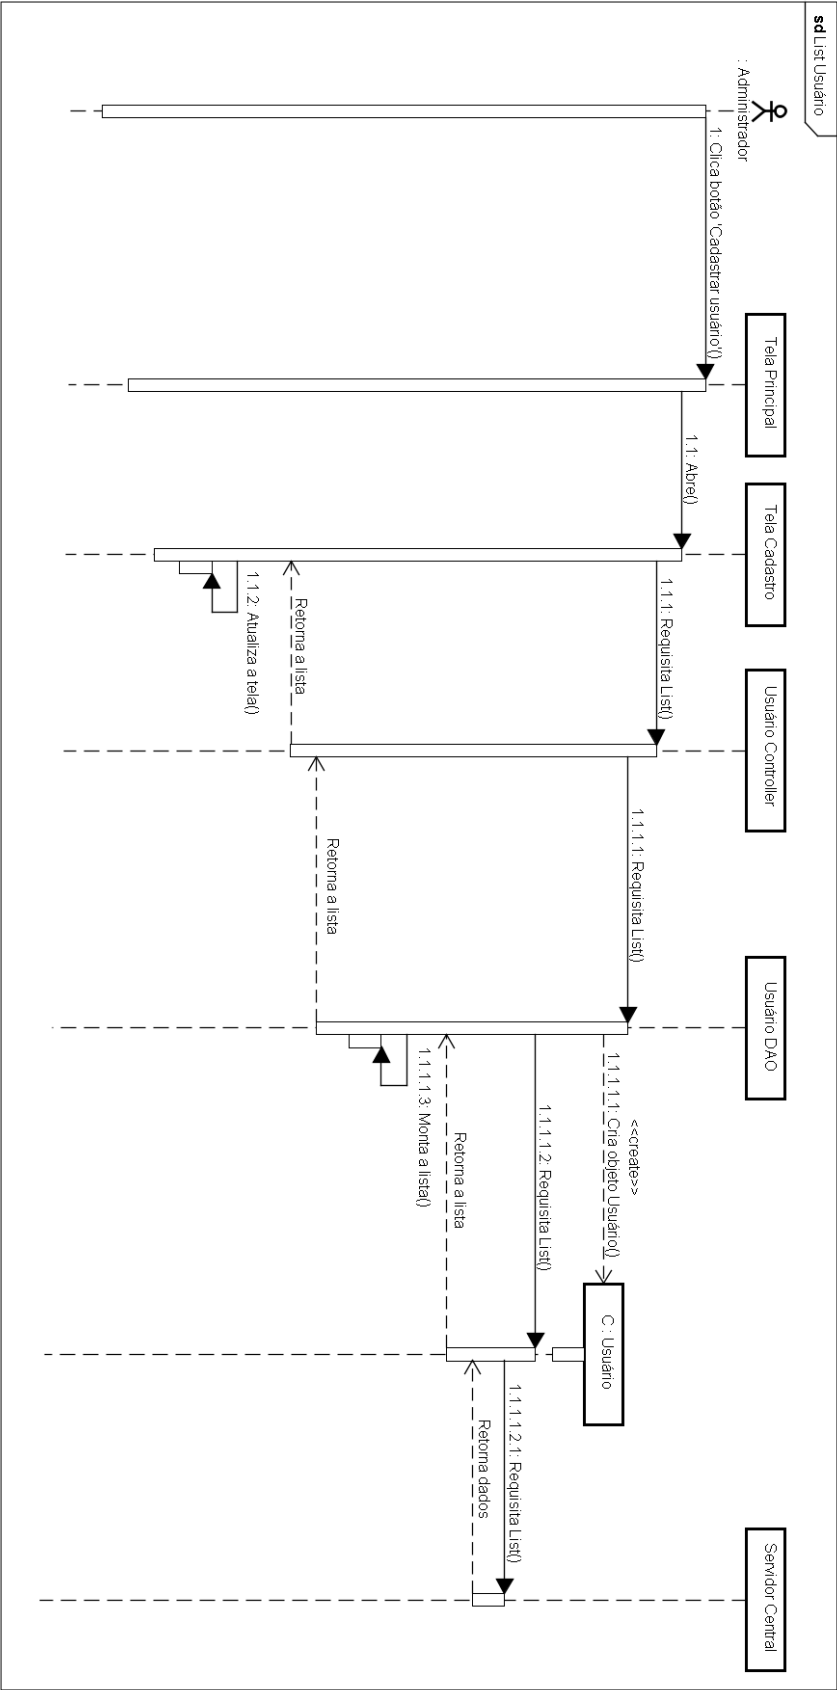 sd List Usuário
: Administrador
Tela Principal
Tela Cadastro
Usuário Controller
Usuário DAO
Servidor Central
1: Clica botão 'Cadastrar usuário'()
1.1: Abre()
1.1.1: Requisita List()
1.1.1.1: Requisita List()
<<create>>
1.1.1.1.1: Cria objeto Usuário()
C : Usuário
1.1.1.1.2: Requisita List()
1.1.1.1.2.1: Requisita List()
Retorna dados
Retorna a lista
1.1.1.1.3: Monta a lista()
Retorna a lista
Retorna a lista
1.1.2: Atualiza a tela()